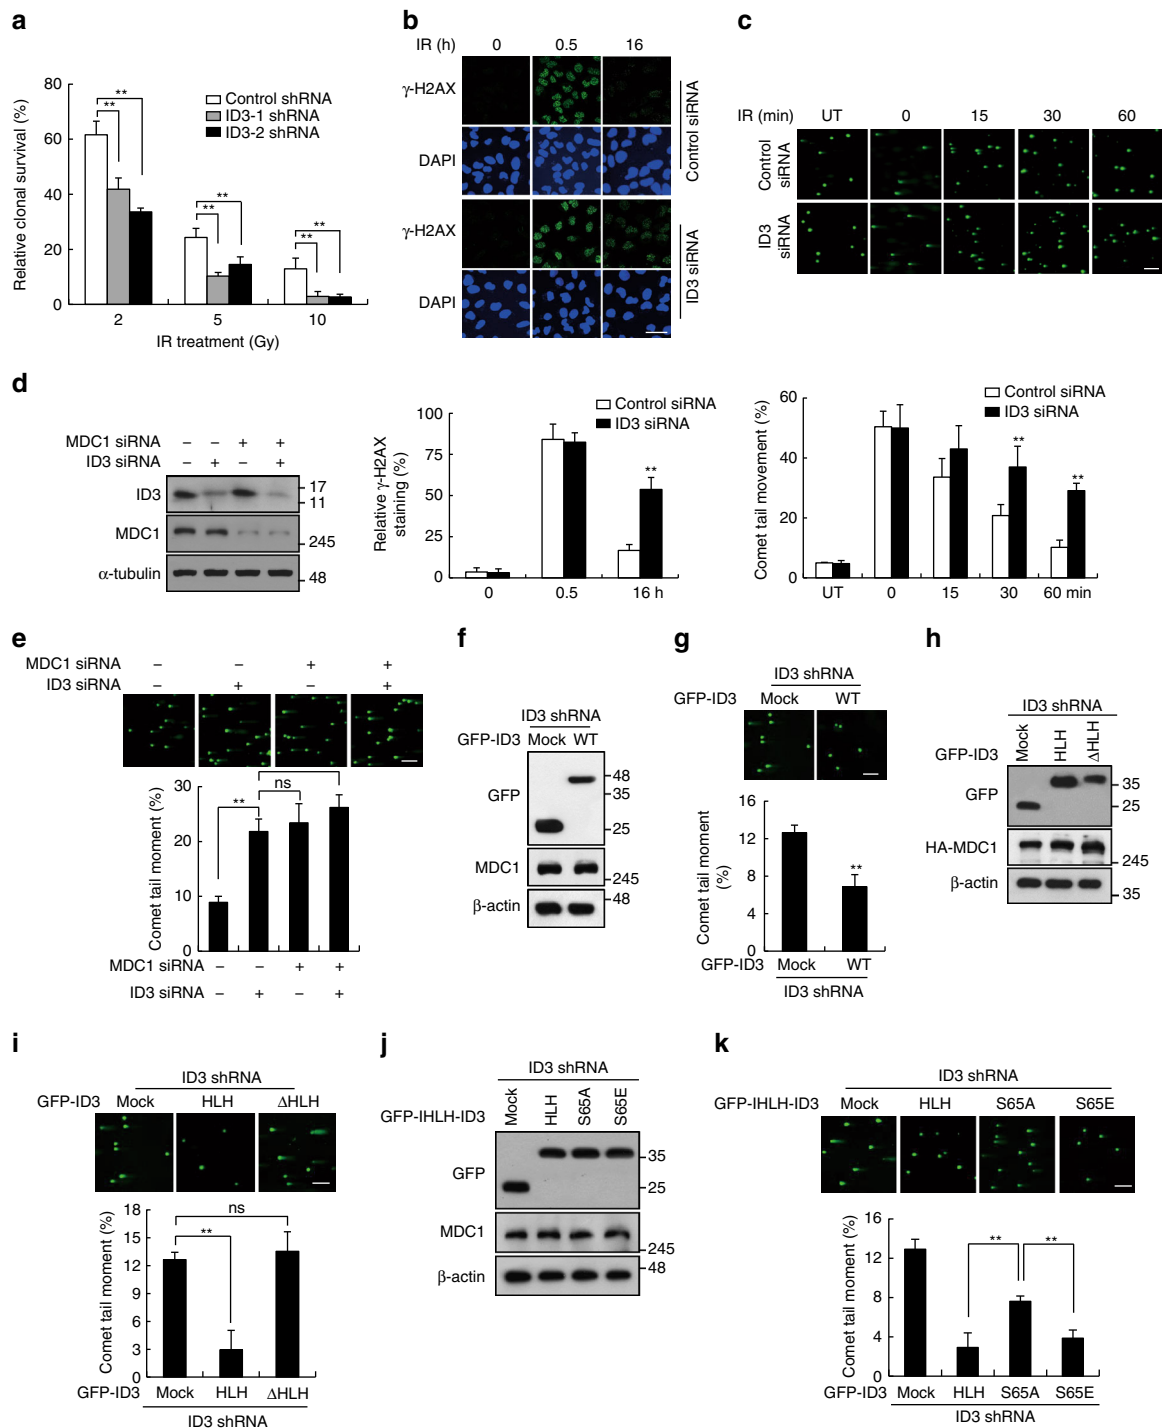 a
Relative clonal survival (%)
80
60
40
20
0
Control shRNA
ID3-1 shRNA
ID3-2 shRNA
**
**
**
**
**
**
2 5 10
IR treatment (Gy)
b
IR (h) 0 0.5 16
γ-H2AX
DAPI
Control siRNA
γ-H2AX
DAPI
ID3 siRNA
Relative γ-H2AX staining (%)
100
75
50
25
0
Control siRNA
ID3 siRNA
**
0 0.5 16 h
c
IR (min) UT 0 15 30 60
Control siRNA
ID3 siRNA
Comet tail movement (%)
60
40
20
0
Control siRNA
ID3 siRNA
**
**
UT 0 15 30 60 min
d
MDC1 siRNA – – + +
ID3 siRNA – + – +
ID3
17
11
MDC1
245
α-tubulin
48
e
MDC1 siRNA – – + +
ID3 siRNA – + – +
Comet tail moment (%)
30
20
10
0
**
ns
MDC1 siRNA – – + +
ID3 siRNA – + – +
f
ID3 shRNA
GFP-ID3 Mock WT
GFP
48
35
25
MDC1
245
β-actin
48
g
ID3 shRNA
GFP-ID3 Mock WT
Comet tail moment (%)
16
12
8
4
0
**
GFP-ID3 Mock WT
ID3 shRNA
h
ID3 shRNA
GFP-ID3 Mock HLH ΔHLH
GFP
35
25
HA-MDC1
245
β-actin
35
i
ID3 shRNA
GFP-ID3 Mock HLH ΔHLH
Comet tail moment (%)
18
15
12
9
6
3
0
ns
**
GFP-ID3 Mock HLH ΔHLH
ID3 shRNA
j
ID3 shRNA
GFP-IHLH-ID3 Mock HLH S65A S65E
GFP
35
25
MDC1
245
β-actin
48
k
ID3 shRNA
GFP-IHLH-ID3 Mock HLH S65A S65E
Comet tail moment (%)
16
12
8
4
0
**
**
GFP-ID3 Mock HLH S65A S65E
ID3 shRNA